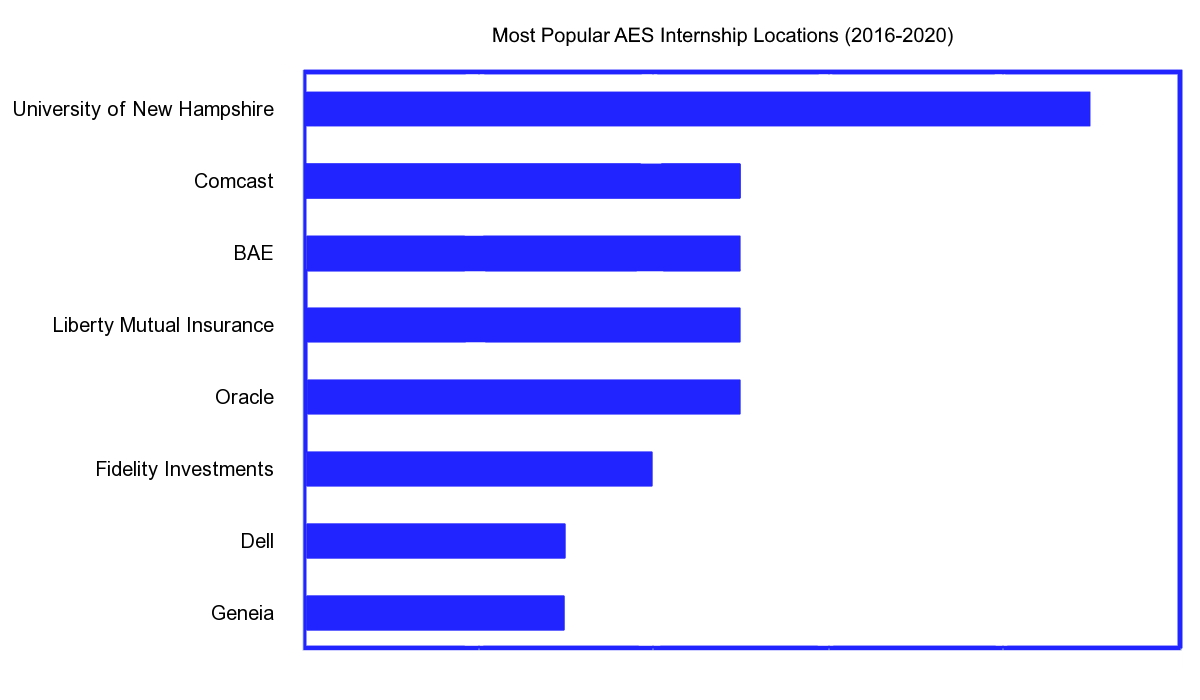 Most Popular AES Internship Locations (2016-2020)
University of New Hampshire
Comcast
BAE
Liberty Mutual Insurance
Oracle
Fidelity Investments
Dell
Geneia